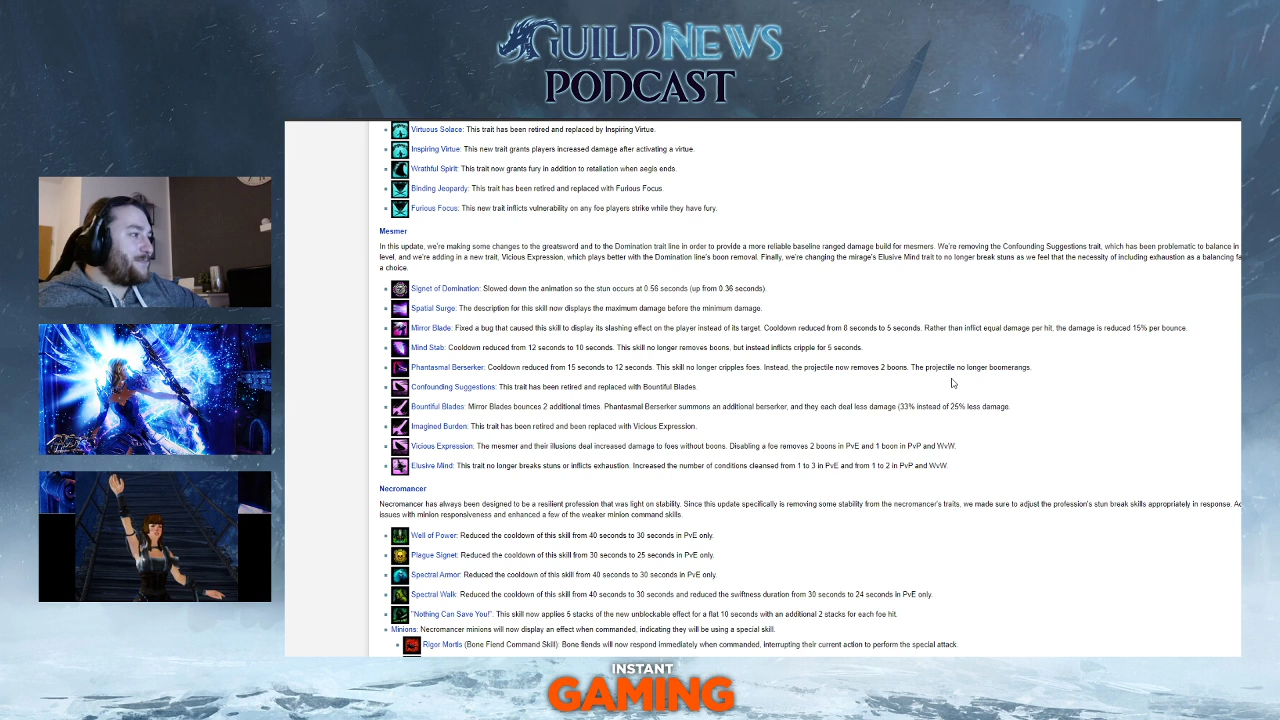 GUILDNEWS
PODCAST
Virtuous Solace: This trait has been retired and replaced by Inspiring Virtue.
Inspiring Virtue: This new trait grants players increased damage after activating a virtue.
Wrathful Spirit: This trait now grants fury in addition to retaliation when aegis ends.
Binding Jeopardy: This trait has been retired and replaced with Furious Focus.
Furious Focus: This new trait inflicts vulnerability on any foe players strike while they have fury.
Mesmer
In this update, we're making some changes to the greatsword and to the Domination trait line in order to provide a more reliable baseline ranged damage build for mesmers. We're removing the Confounding Suggestions trait, which has been problematic to balance in
level, and we're adding in a new trait, Vicious Expression, which plays better with the Domination line's boon removal. Finally, we're changing the mirage's Elusive Mind trait to no longer break stuns as we feel that the necessity of including exhaustion as a balancing fa
a choice.
Signet of Domination: Slowed down the animation so the stun occurs at 0.56 seconds (up from 0.36 seconds).
Spatial Surge: The description for this skill now displays the maximum damage before the minimum damage.
Mirror Blade: Fixed a bug that caused this skill to display its slashing effect on the player instead of its target. Cooldown reduced from 8 seconds to 5 seconds. Rather than inflict equal damage per hit, the damage is reduced 15% per bounce.
Mind Stab: Cooldown reduced from 12 seconds to 10 seconds. This skill no longer removes boons, but instead inflicts cripple for 5 seconds.
Phantasmal Berserker: Cooldown reduced from 15 seconds to 12 seconds. This skill no longer cripples foes. Instead, the projectile now removes 2 boons. The projectile no longer boomerangs.
Confounding Suggestions: This trait has been retired and replaced with Bountiful Blades.
Bountiful Blades: Mirror Blades bounces 2 additional times. Phantasmal Berserker summons an additional berserker, and they each deal less damage (33% instead of 25% less damage.
Imagined Burden: This trait has been retired and been replaced with Vicious Expression.
Vicious Expression: The mesmer and their illusions deal increased damage to foes without boons. Disabling a foe removes 2 boons in PvE and 1 boon in PvP and WvW.
Elusive Mind: This trait no longer breaks stuns or inflicts exhaustion. Increased the number of conditions cleansed from 1 to 3 in PvE and from 1 to 2 in PvP and WvW.
Necromancer
Necromancer has always been designed to be a resilient profession that was light on stability. Since this update specifically is removing some stability from the necromancer's traits, we made sure to adjust the profession's stun break skills appropriately in response. Ad
issues with minion responsiveness and enhanced a few of the weaker minion command skills.
Well of Power: Reduced the cooldown of this skill from 40 seconds to 30 seconds in PvE only.
Plague Signet: Reduced the cooldown of this skill from 30 seconds to 25 seconds in PvE only.
Spectral Armor: Reduced the cooldown of this skill from 40 seconds to 30 seconds in PvE only.
Spectral Walk: Reduced the cooldown of this skill from 40 seconds to 30 seconds and reduced the swiftness duration from 30 seconds to 24 seconds in PvE only.
"Nothing Can Save You!": This skill now applies 5 stacks of the new unblockable effect for a flat 10 seconds with an additional 2 stacks for each foe hit.
Minions: Necromancer minions will now display an effect when commanded, indicating they will be using a special skill.
Rigor Mortis (Bone Fiend Command Skill): Bone fiends will now respond immediately when commanded, interrupting their current action to perform the special attack.
INSTANT
GAMING